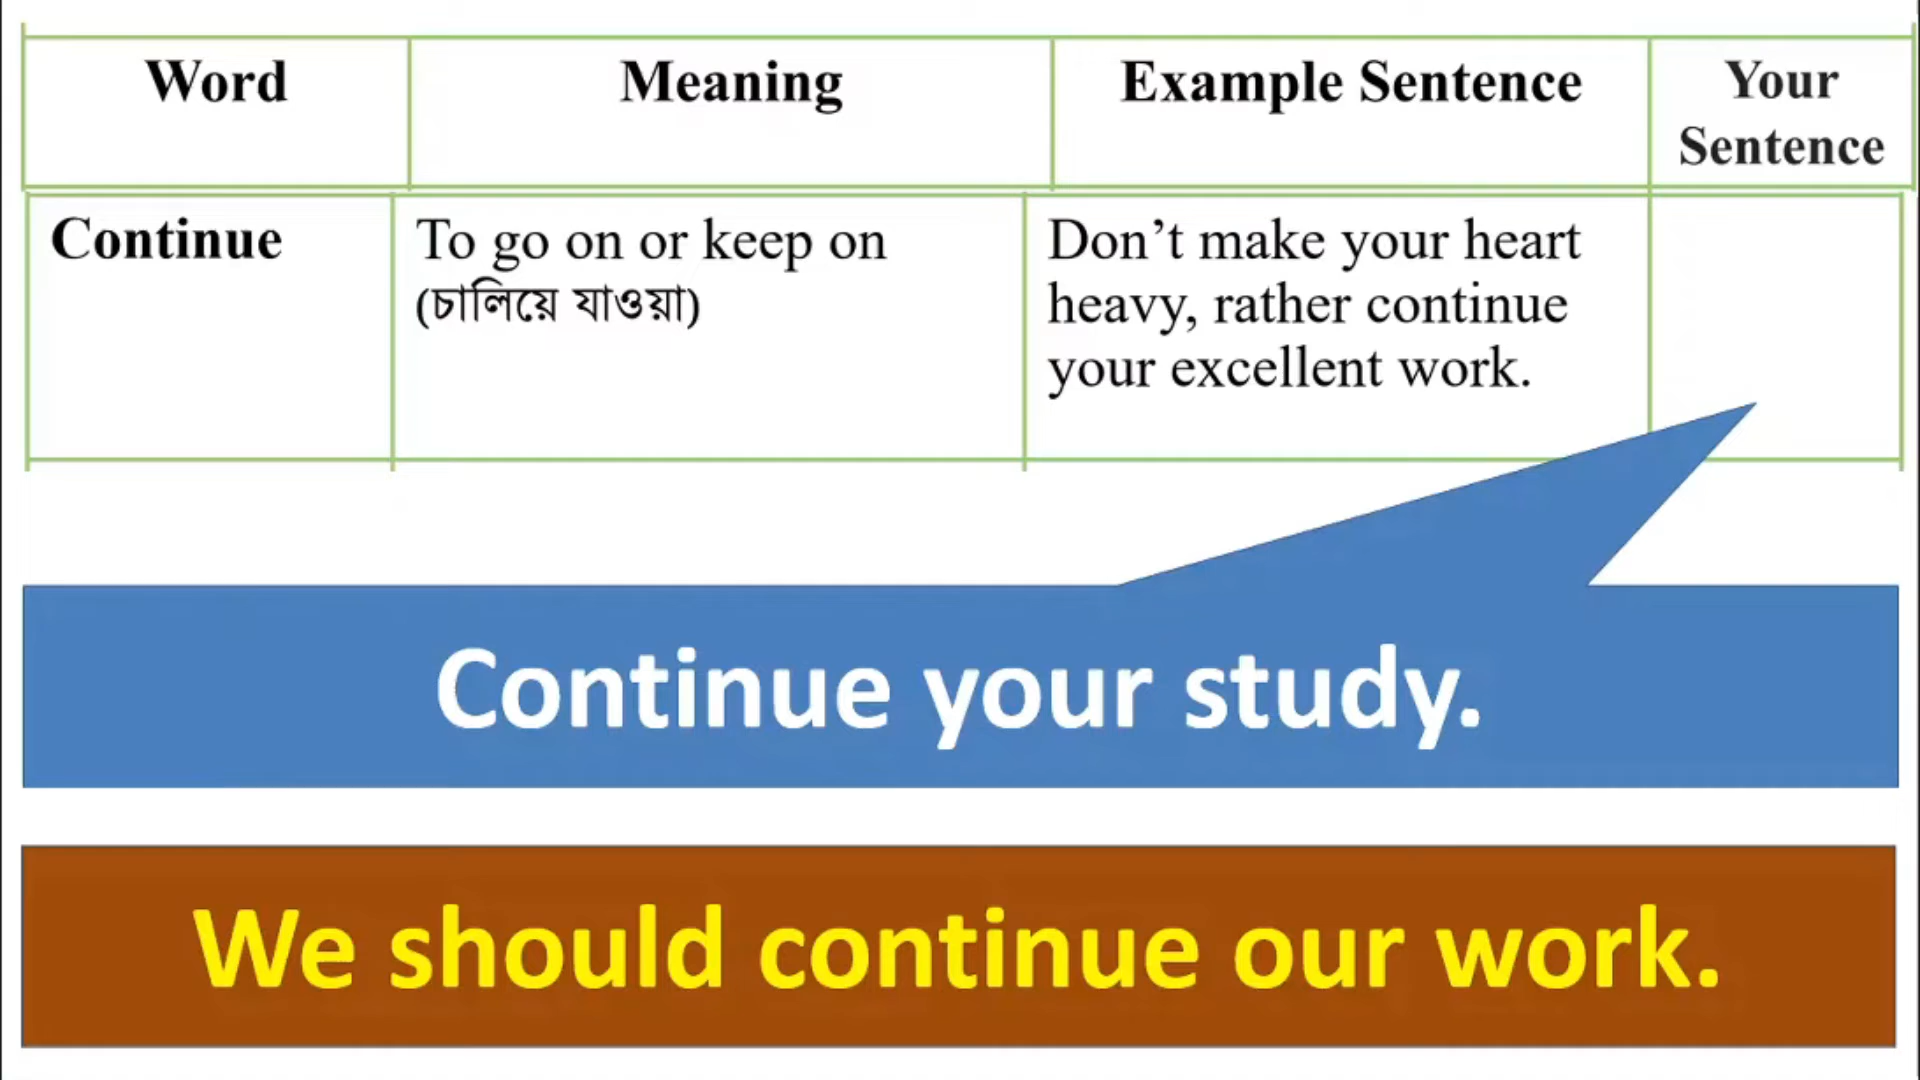 Word
Meaning
Example Sentence
Your
Sentence
Continue
To go on or keep on
(চালিয়ে যাওয়া)
Don’t make your heart
heavy, rather continue
your excellent work.
Continue your study.
We should continue our work.